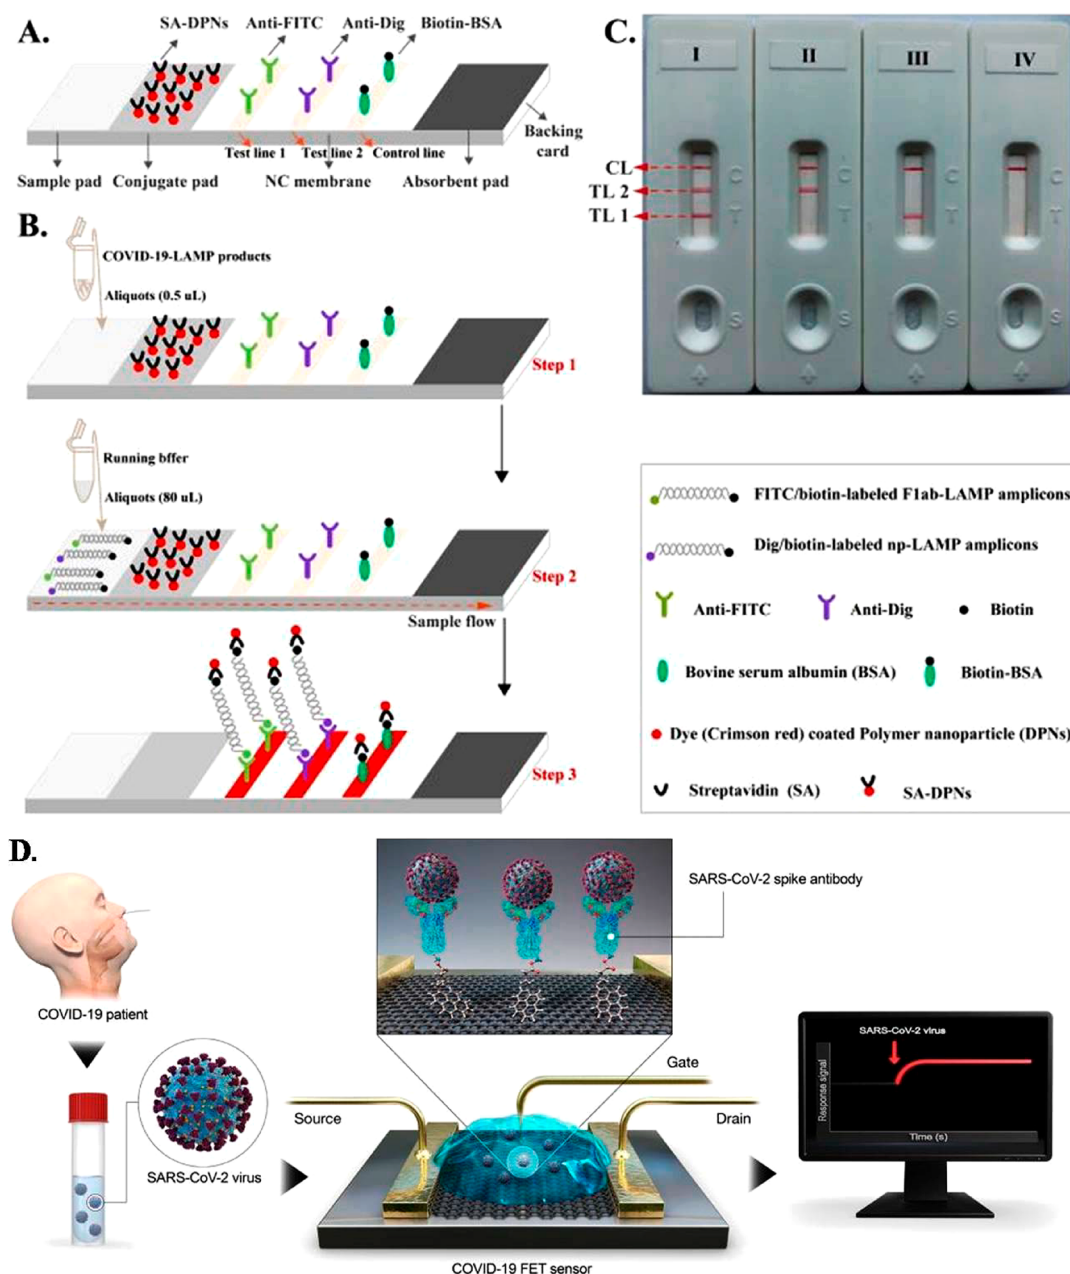 A.
SA-DPNs Anti-FITC Anti-Dig Biotin-BSA
Test line 1 Test line 2 Control line
Backing
card
Sample pad Conjugate pad NC membrane Absorbent pad
B.
COVID-19-LAMP products
Aliquots (0.5 uL)
Step 1
Running bffer
Aliquots (80 uL)
Step 2
Sample flow
Step 3
C.
I II III IV
CL
TL 2
TL 1
C C C C
T T T T
S S S S
FITC/biotin-labeled F1ab-LAMP amplicons
Dig/biotin-labeled np-LAMP amplicons
Anti-FITC Anti-Dig Biotin
Bovine serum albumin (BSA) Biotin-BSA
Dye (Crimson red) coated Polymer nanoparticle (DPNs)
Streptavidin (SA) SA-DPNs
D.
COVID-19 patient
SARS-CoV-2 virus
SARS-CoV-2 spike antibody
Source
Gate
Drain
COVID-19 FET sensor
SARS-CoV-2 virus
Response signal
Time (s)